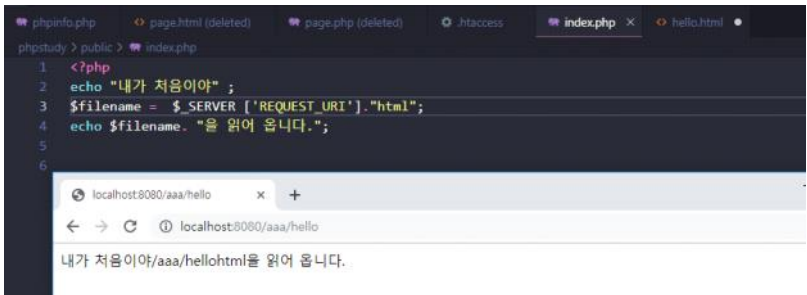 phpinfo.php page.html (deleted) page.php (deleted) .htaccess index.php × hello.html ●
phpstudy > public > index.php
1 <?php
2 echo "내가 처음이야" ;
3 $filename = $_SERVER ['REQUEST_URI']."html";
4 echo $filename. "을 읽어 옵니다.";
5
6
localhost:8080/aaa/hello × +
localhost:8080/aaa/hello
내가 처음이야/aaa/hellohtml을 읽어 옵니다.